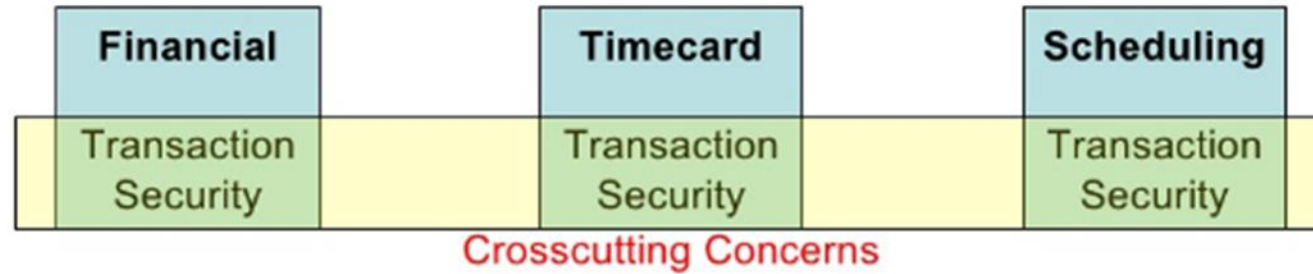 Financial
Timecard
Scheduling
Transaction
Security
Transaction
Security
Transaction
Security
Crosscutting Concerns